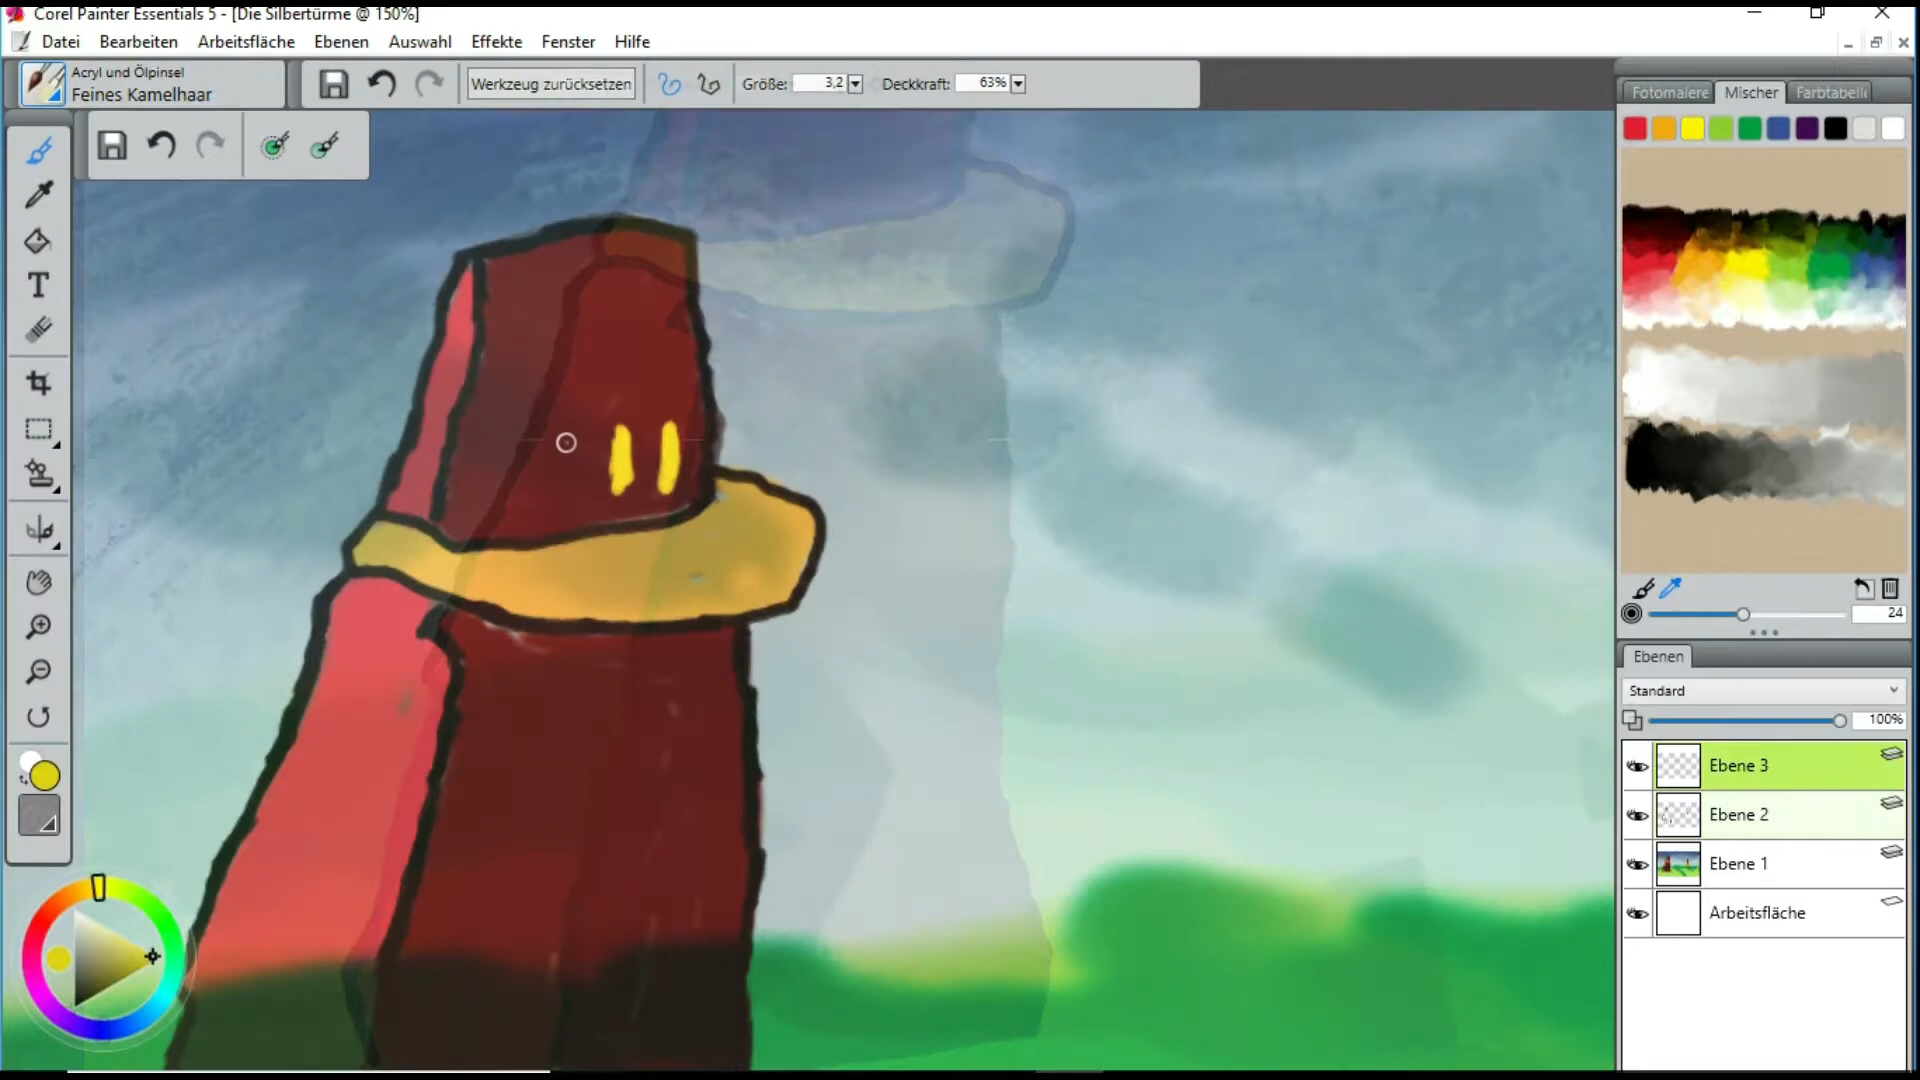 Corel Painter Essentials 5 - [Die Silbertürme @ 150%]
Datei Bearbeiten Arbeitsfläche Ebenen Auswahl Effekte Fenster Hilfe
Acryl und Ölpinsel
Feines Kamelhaar
Werkzeug zurücksetzen
Größe: 3,2
Deckkraft: 63%
Fotomalere Mischer Farbtabelle
24
Ebenen
Standard
100%
Ebene 3
Ebene 2
Ebene 1
Arbeitsfläche